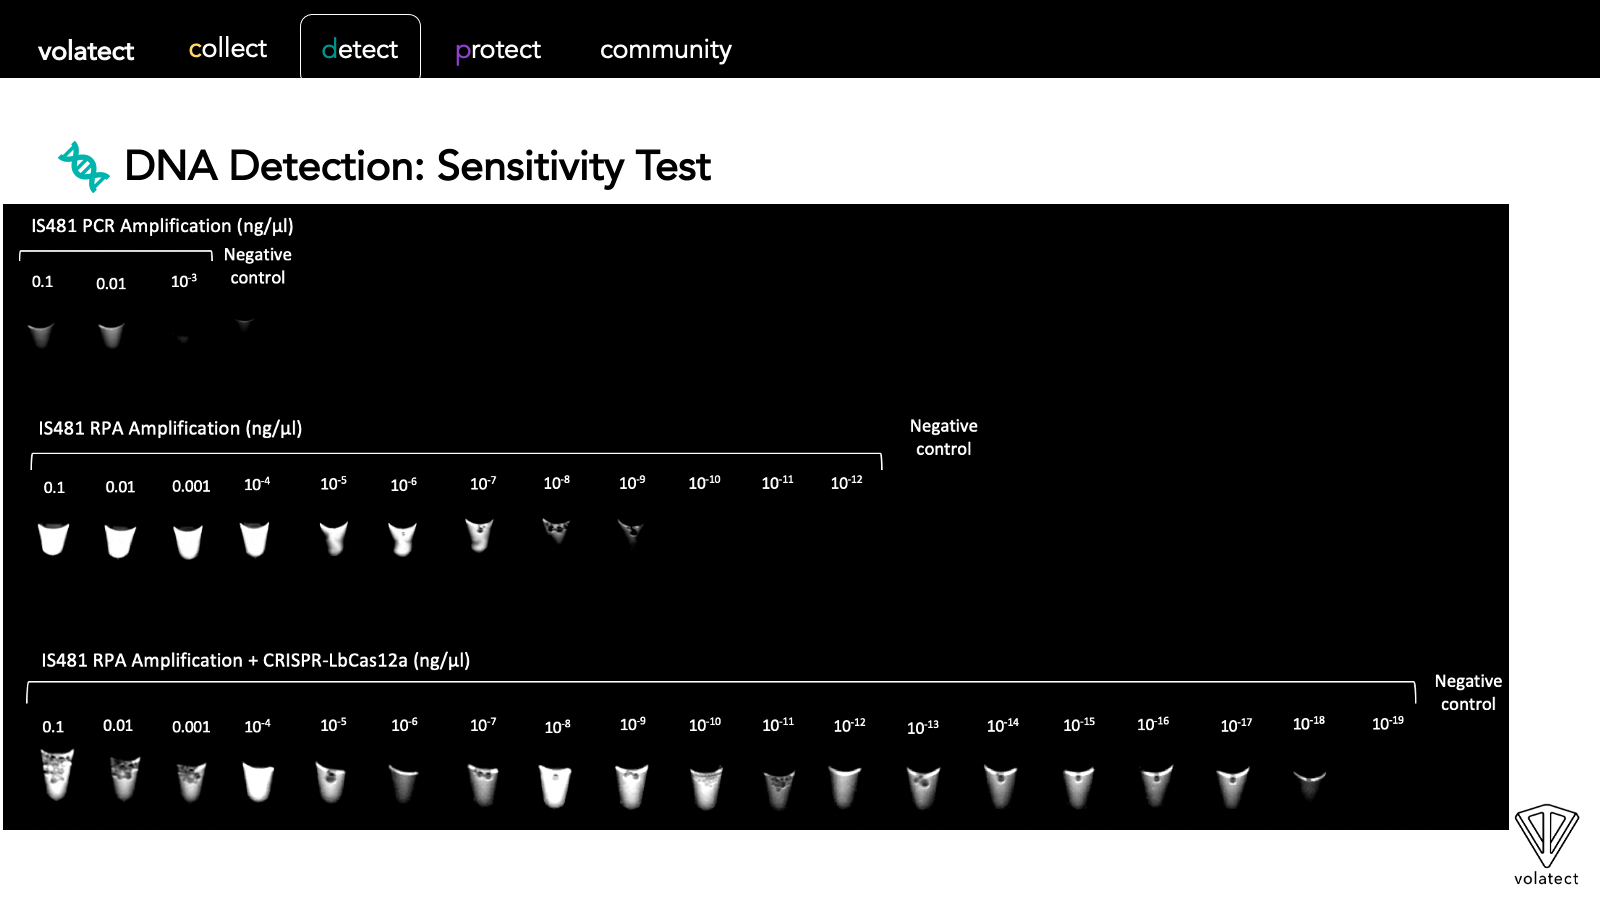 volatect collect detect protect community
DNA Detection: Sensitivity Test
IS481 PCR Amplification (ng/µl)
Negative
control
0.1 0.01 10⁻³
IS481 RPA Amplification (ng/µl)
Negative
control
0.1 0.01 0.001 10⁻⁴ 10⁻⁵ 10⁻⁶ 10⁻⁷ 10⁻⁸ 10⁻⁹ 10⁻¹⁰ 10⁻¹¹ 10⁻¹²
IS481 RPA Amplification + CRISPR-LbCas12a (ng/µl)
Negative
control
0.1 0.01 0.001 10⁻⁴ 10⁻⁵ 10⁻⁶ 10⁻⁷ 10⁻⁸ 10⁻⁹ 10⁻¹⁰ 10⁻¹¹ 10⁻¹² 10⁻¹³ 10⁻¹⁴ 10⁻¹⁵ 10⁻¹⁶ 10⁻¹⁷ 10⁻¹⁸ 10⁻¹⁹
volatect